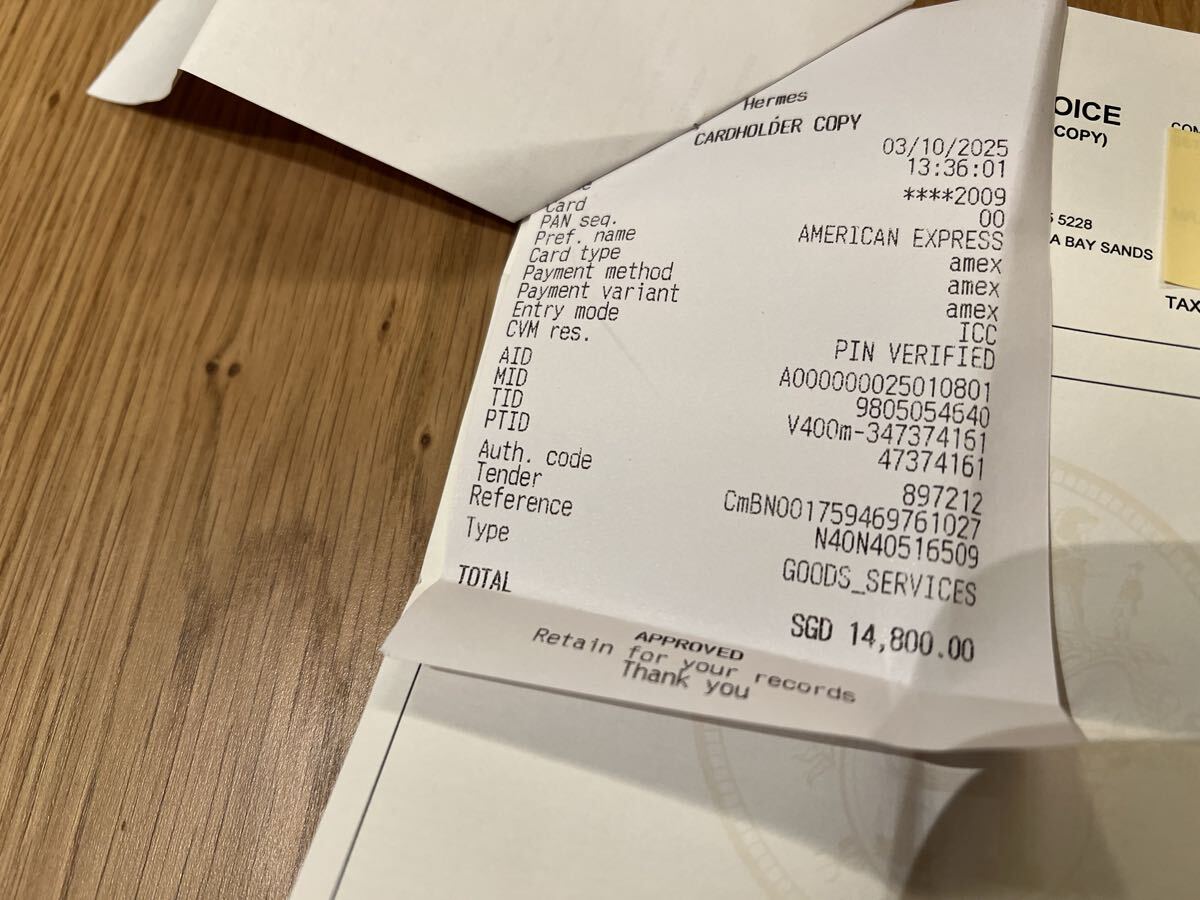 Hermes
CARDHOLDER COPY
03/10/2025
13:36:01
Card ****2009
PAN seq. 00
Pref. name AMERICAN EXPRESS
Card type amex
Payment method amex
Payment variant amex
Entry mode ICC
CVM res. PIN VERIFIED
AID A000000025010801
MID 9805054640
TID V400m-347374161
PTID 47374161
Auth. code 897212
Tender CmBN001759469761027
Reference N40N40516509
Type GOODS_SERVICES
TOTAL SGD 14,800.00
APPROVED
Retain for your records
Thank you
OICE
COPY)
5228
A BAY SANDS
TAX